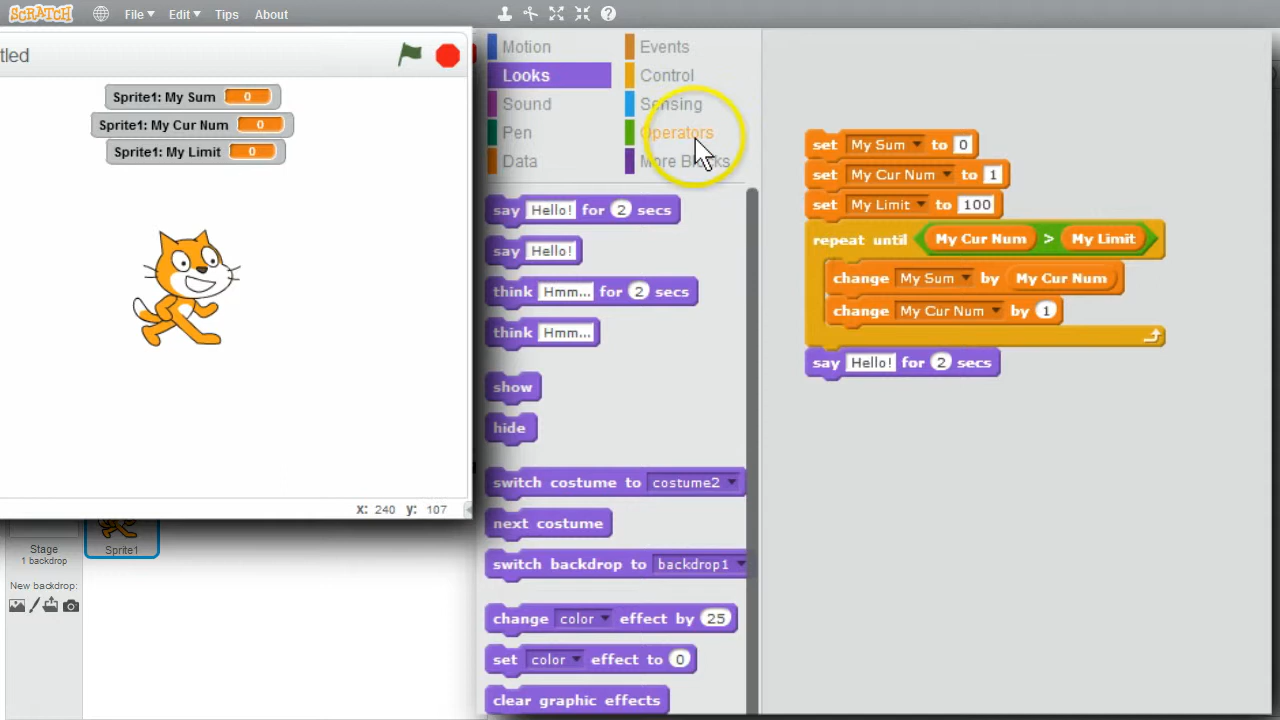 SCRATCH File Edit Tips About
tled
Sprite1: My Sum 0
Sprite1: My Cur Num 0
Sprite1: My Limit 0
x: 240 y: 107
Stage
1 backdrop
New backdrop:
Sprite1
Motion
Looks
Sound
Pen
Data
Events
Control
Sensing
Operators
More Blocks
say Hello! for 2 secs
say Hello!
think Hmm... for 2 secs
think Hmm...
show
hide
switch costume to costume2
next costume
switch backdrop to backdrop1
change color effect by 25
set color effect to 0
clear graphic effects
set My Sum to 0
set My Cur Num to 1
set My Limit to 100
repeat until My Cur Num > My Limit
change My Sum by My Cur Num
change My Cur Num by 1
say Hello! for 2 secs